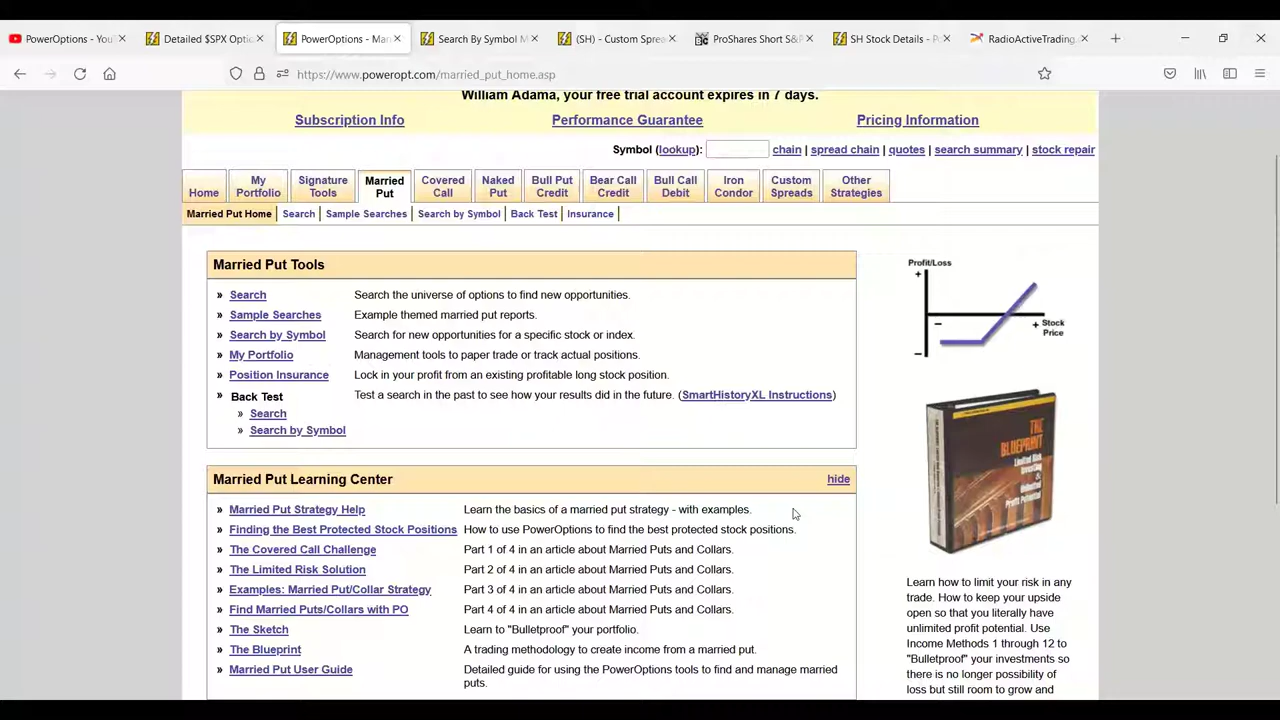 PowerOptions - YouT
Detailed $SPX Optio
PowerOptions - Mar
Search By Symbol M
(SH) - Custom Sprea
ProShares Short S&P
SH Stock Details - Po
RadioActiveTrading.
https://www.poweropt.com/married_put_home.asp
William Adama, your free trial account expires in 7 days.
Subscription Info
Performance Guarantee
Pricing Information
Symbol (lookup): chain | spread chain | quotes | search summary | stock repair
Home
My Portfolio
Signature Tools
Married Put
Covered Call
Naked Put
Bull Put Credit
Bear Call Credit
Bull Call Debit
Iron Condor
Custom Spreads
Other Strategies
Married Put Home | Search | Sample Searches | Search by Symbol | Back Test | Insurance |
Married Put Tools
» Search Search the universe of options to find new opportunities.
» Sample Searches Example themed married put reports.
» Search by Symbol Search for new opportunities for a specific stock or index.
» My Portfolio Management tools to paper trade or track actual positions.
» Position Insurance Lock in your profit from an existing profitable long stock position.
» Back Test Test a search in the past to see how your results did in the future. (SmartHistoryXL Instructions)
» Search
» Search by Symbol
Married Put Learning Center hide
» Married Put Strategy Help Learn the basics of a married put strategy - with examples.
» Finding the Best Protected Stock Positions How to use PowerOptions to find the best protected stock positions.
» The Covered Call Challenge Part 1 of 4 in an article about Married Puts and Collars.
» The Limited Risk Solution Part 2 of 4 in an article about Married Puts and Collars.
» Examples: Married Put/Collar Strategy Part 3 of 4 in an article about Married Puts and Collars.
» Find Married Puts/Collars with PO Part 4 of 4 in an article about Married Puts and Collars.
» The Sketch Learn to "Bulletproof" your portfolio.
» The Blueprint A trading methodology to create income from a married put.
» Married Put User Guide Detailed guide for using the PowerOptions tools to find and manage married
puts.
Profit/Loss
+
−
+ Stock
Price
−
THE
BLUEPRINT
Limited Risk
Investing
&
Unlimited
Profit Potential
Learn how to limit your risk in any
trade. How to keep your upside
open so that you literally have
unlimited profit potential. Use
Income Methods 1 through 12 to
"Bulletproof" your investments so
there is no longer possibility of
loss but still room to grow and